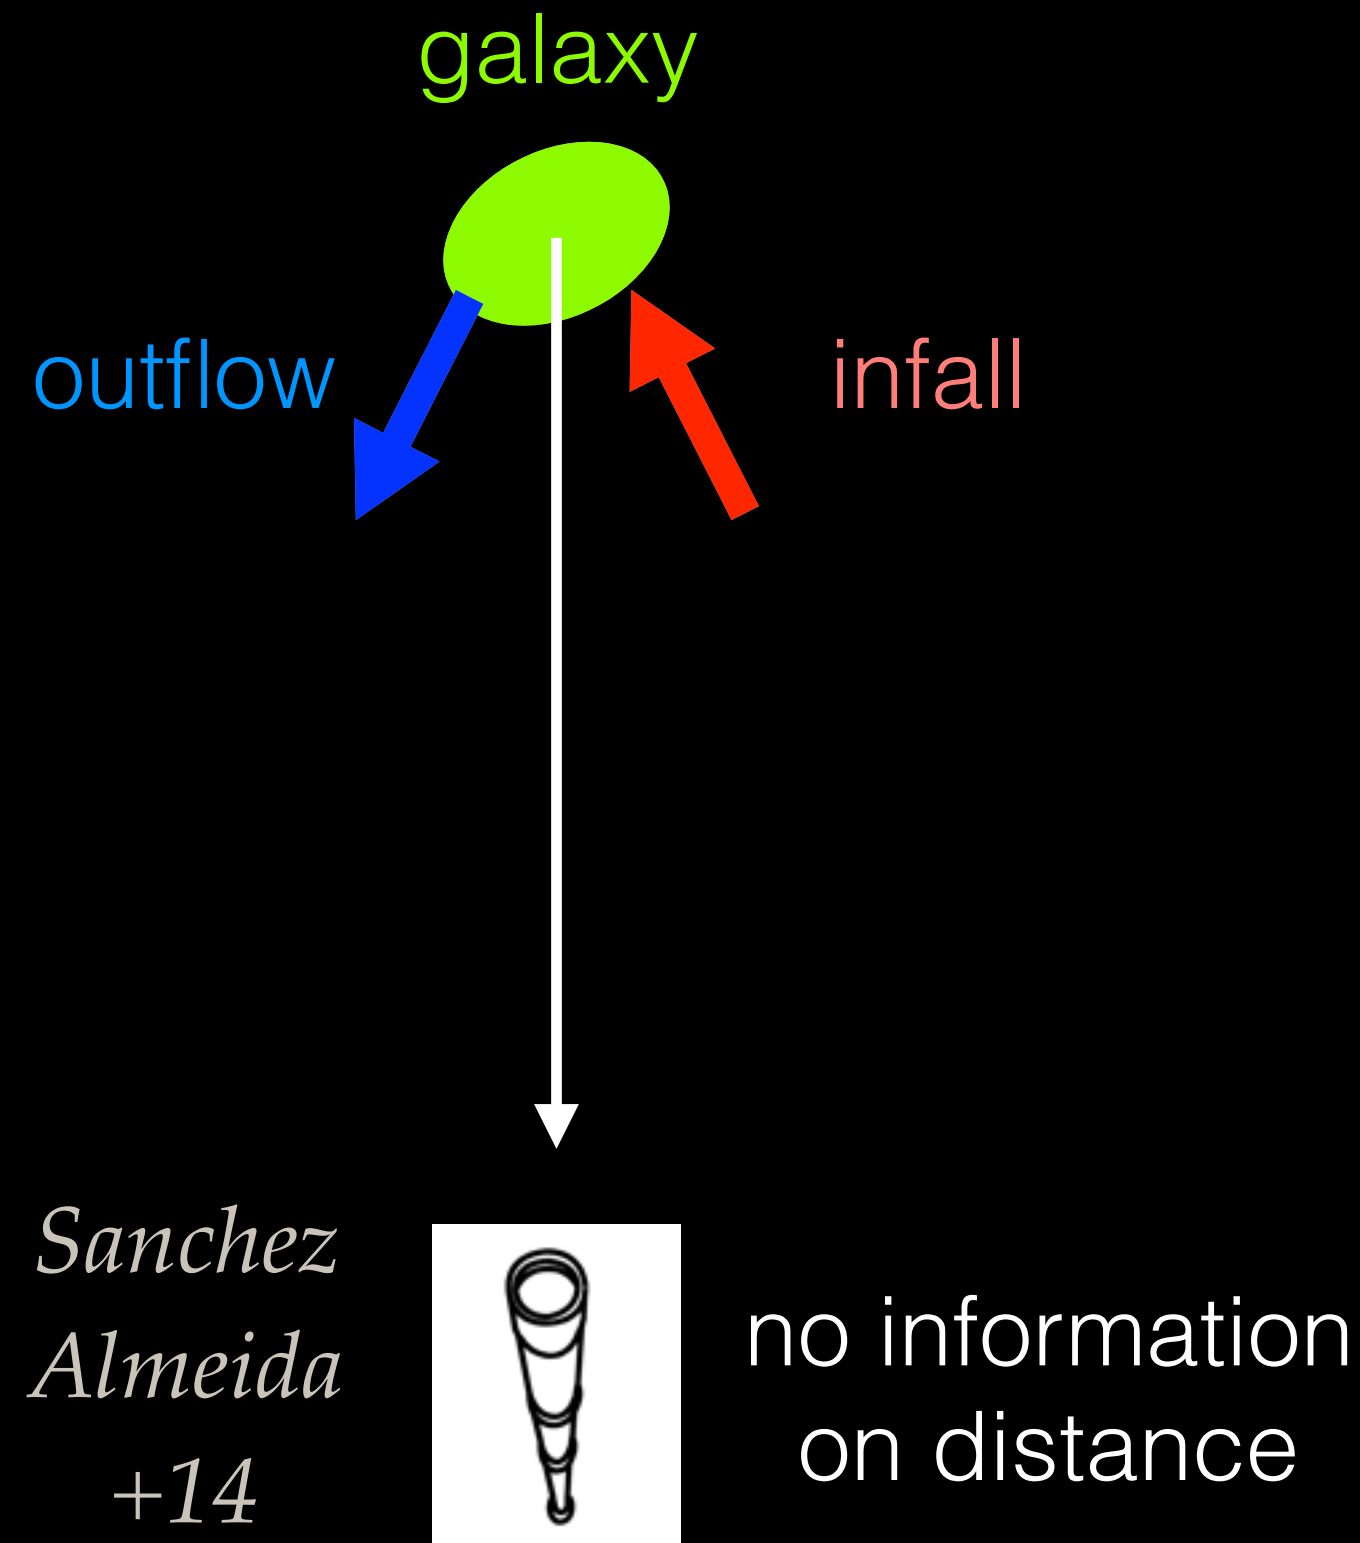 galaxy
outflow
infall
Sanchez
Almeida
+14
no information
on distance